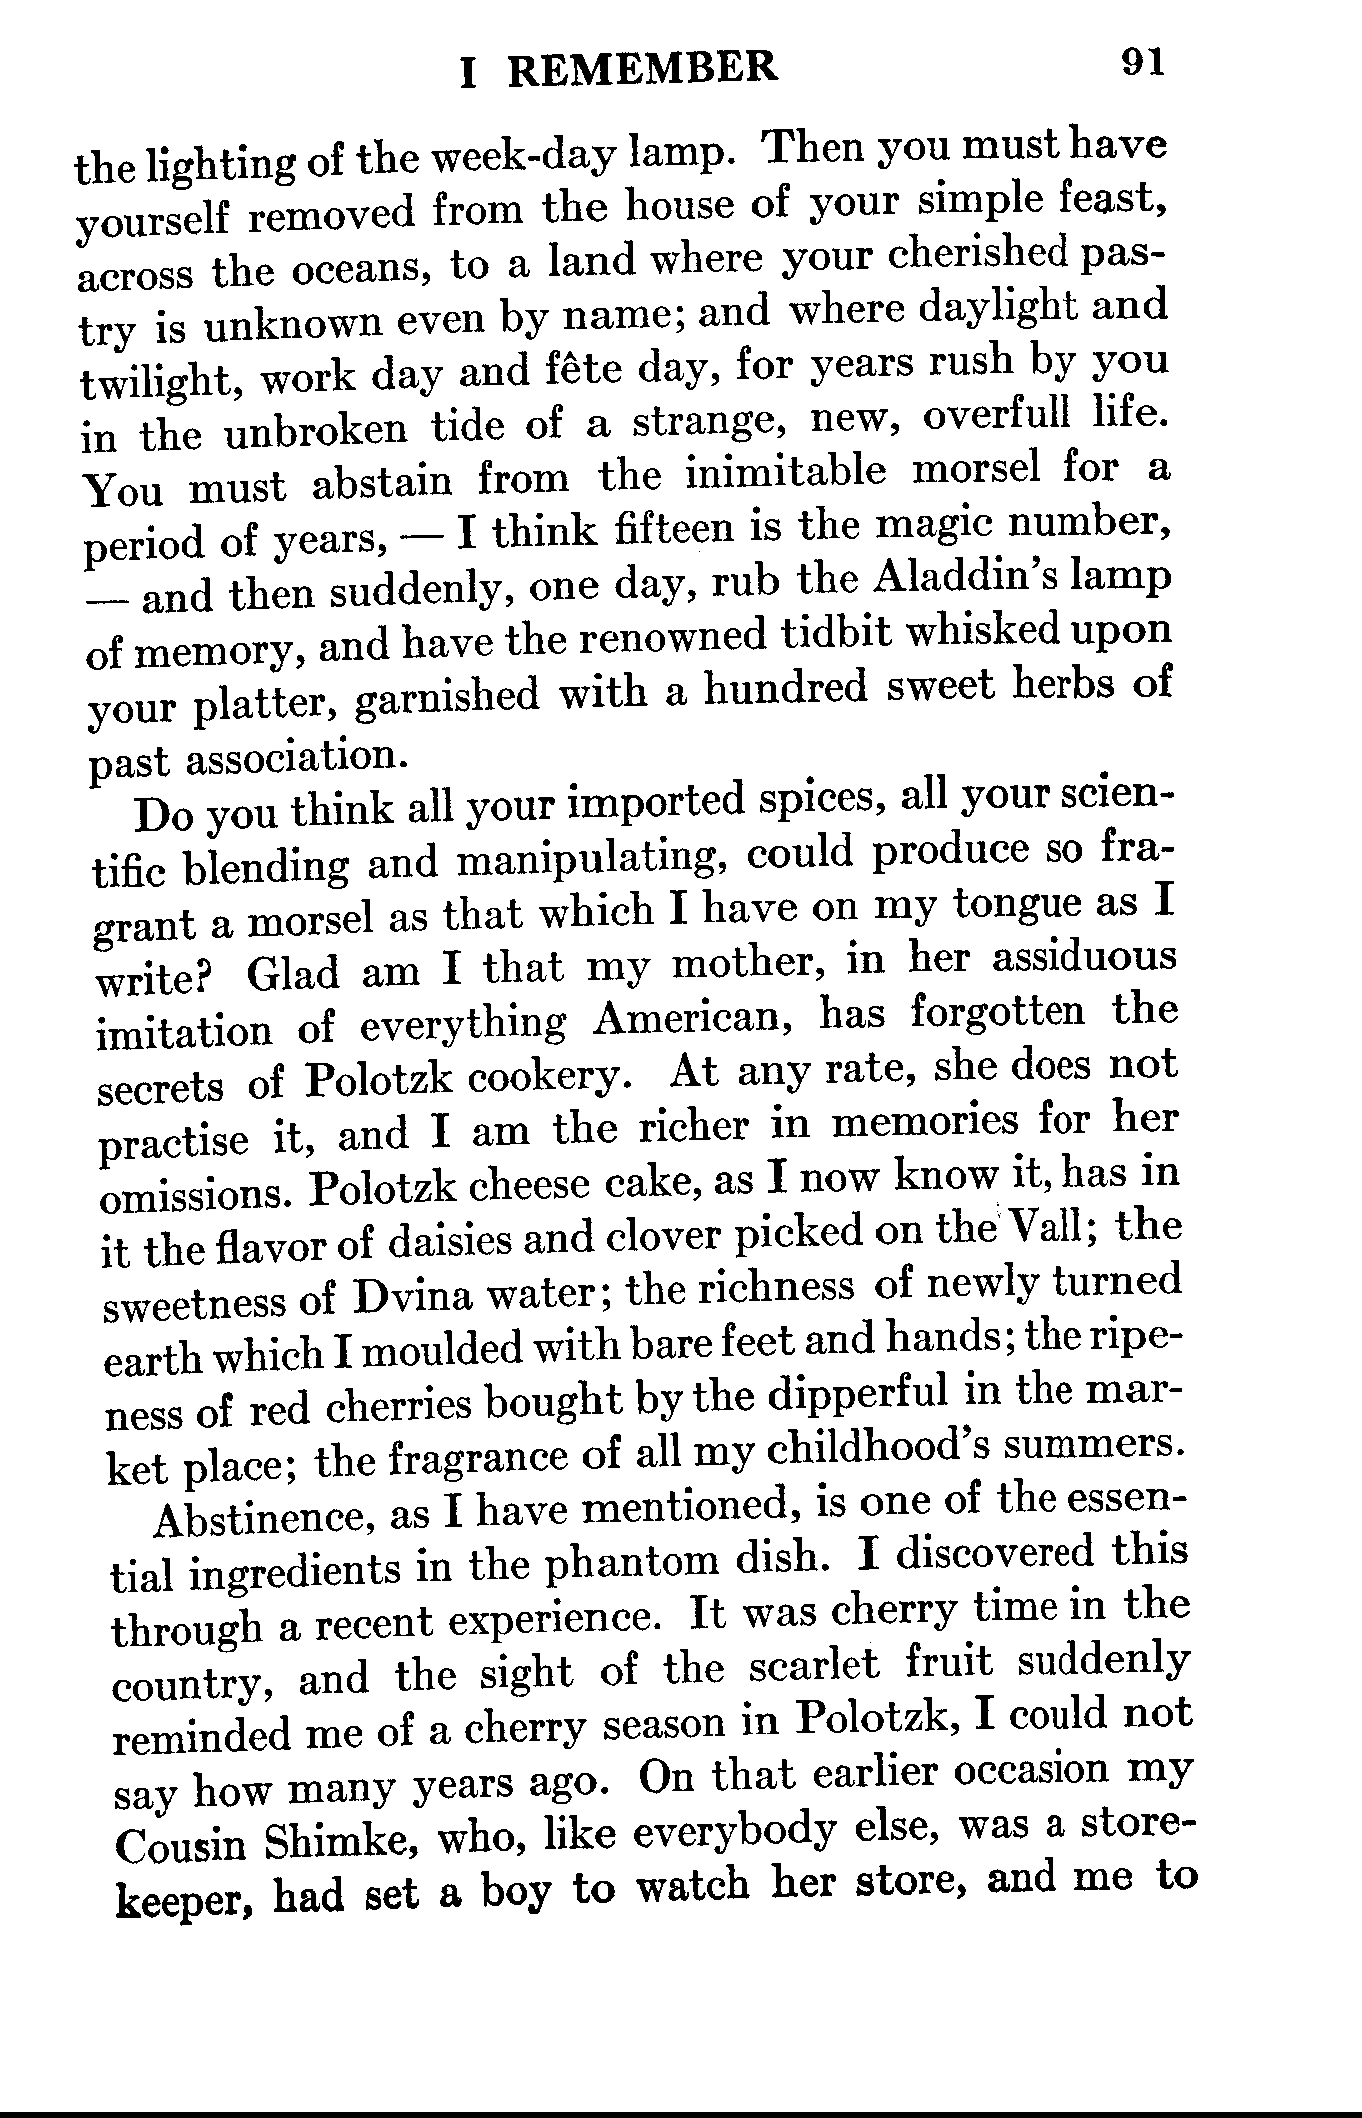 I REMEMBER 91
the lighting of the week-day lamp. Then you must have
yourself removed from the house of your simple feast,
across the oceans, to a land where your cherished pas-
try is unknown even by name; and where daylight and
twilight, work day and fête day, for years rush by you
in the unbroken tide of a strange, new, overfull life.
You must abstain from the inimitable morsel for a
period of years, — I think fifteen is the magic number,
— and then suddenly, one day, rub the Aladdin's lamp
of memory, and have the renowned tidbit whisked upon
your platter, garnished with a hundred sweet herbs of
past association.
Do you think all your imported spices, all your scien-
tific blending and manipulating, could produce so fra-
grant a morsel as that which I have on my tongue as I
write? Glad am I that my mother, in her assiduous
imitation of everything American, has forgotten the
secrets of Polotzk cookery. At any rate, she does not
practise it, and I am the richer in memories for her
omissions. Polotzk cheese cake, as I now know it, has in
it the flavor of daisies and clover picked on the Vall; the
sweetness of Dvina water; the richness of newly turned
earth which I moulded with bare feet and hands; the ripe-
ness of red cherries bought by the dipperful in the mar-
ket place; the fragrance of all my childhood's summers.
Abstinence, as I have mentioned, is one of the essen-
tial ingredients in the phantom dish. I discovered this
through a recent experience. It was cherry time in the
country, and the sight of the scarlet fruit suddenly
reminded me of a cherry season in Polotzk, I could not
say how many years ago. On that earlier occasion my
Cousin Shimke, who, like everybody else, was a store-
keeper, had set a boy to watch her store, and me to